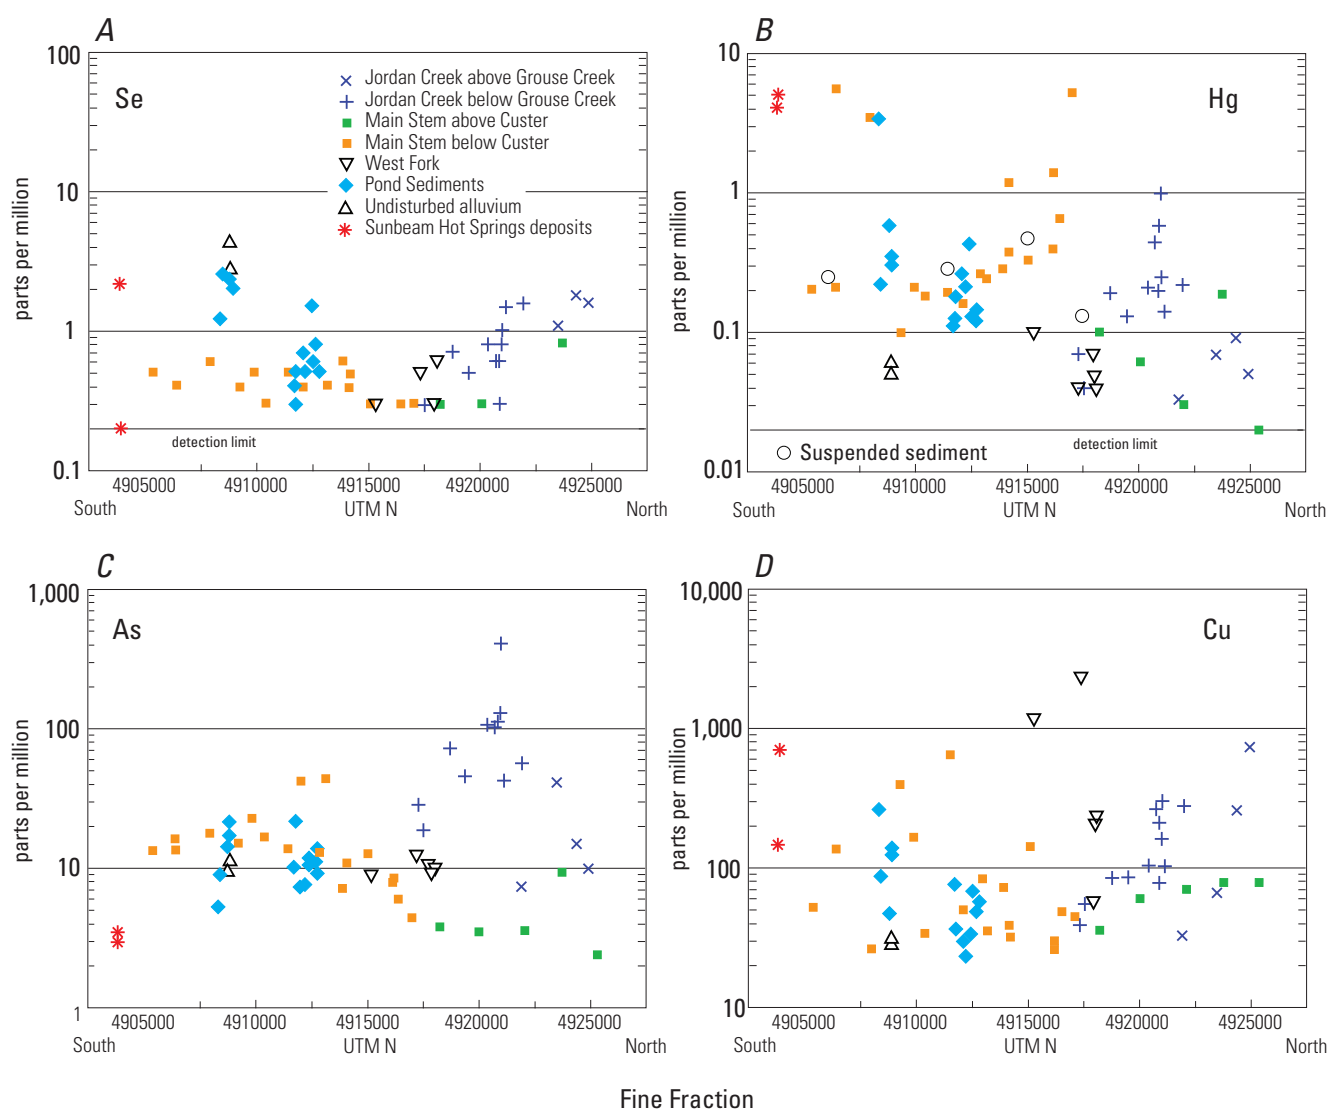 A
100
10
1
0.1
parts per million
Se
Jordan Creek above Grouse Creek
Jordan Creek below Grouse Creek
Main Stem above Custer
Main Stem below Custer
West Fork
Pond Sediments
Undisturbed alluvium
Sunbeam Hot Springs deposits
detection limit
4905000 4910000 4915000 4920000 4925000
South UTM N North
B
10
1
0.1
0.01
parts per million
Hg
Suspended sediment
detection limit
4905000 4910000 4915000 4920000 4925000
South UTM N North
C
1,000
100
10
1
parts per million
As
4905000 4910000 4915000 4920000 4925000
South UTM N North
D
10,000
1,000
100
10
parts per million
Cu
4905000 4910000 4915000 4920000 4925000
South UTM N North
Fine Fraction